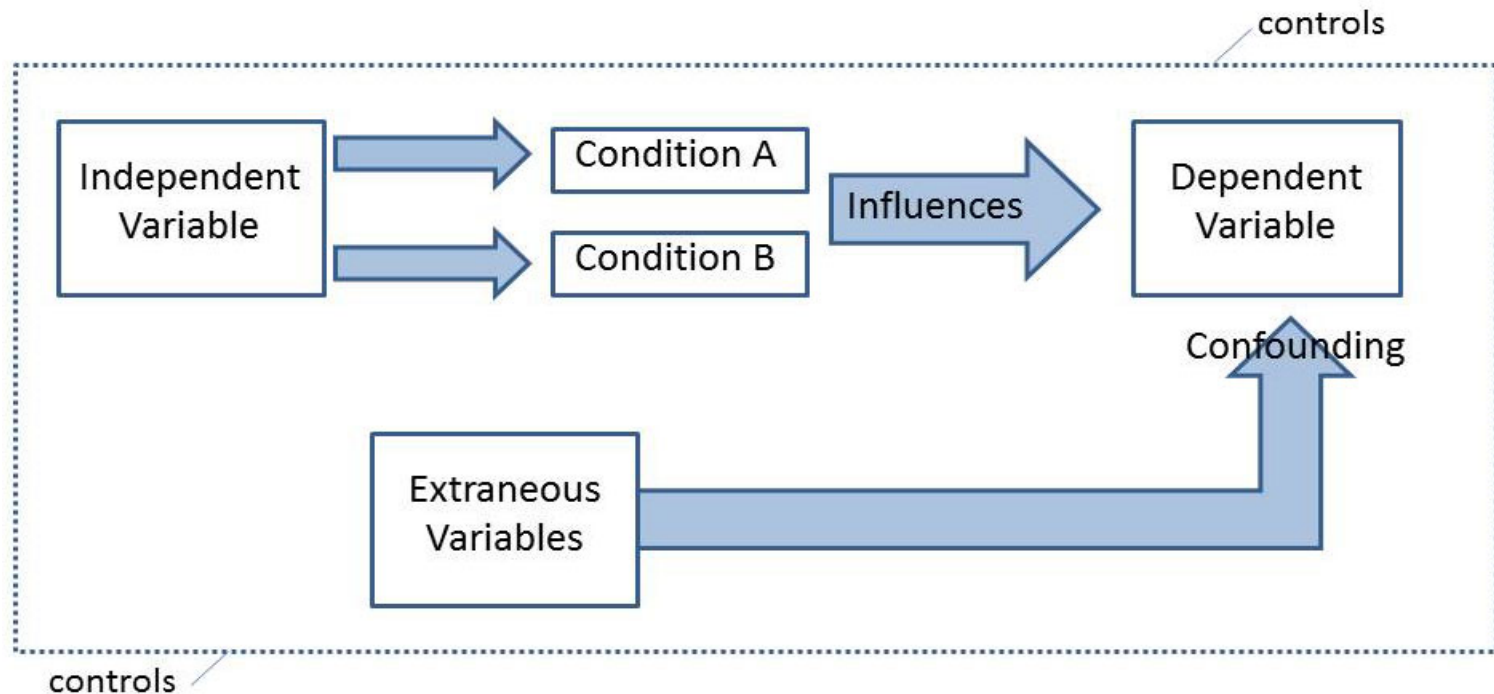 controls
Independent
Variable
Condition A
Condition B
Influences
Dependent
Variable
Confounding
Extraneous
Variables
controls